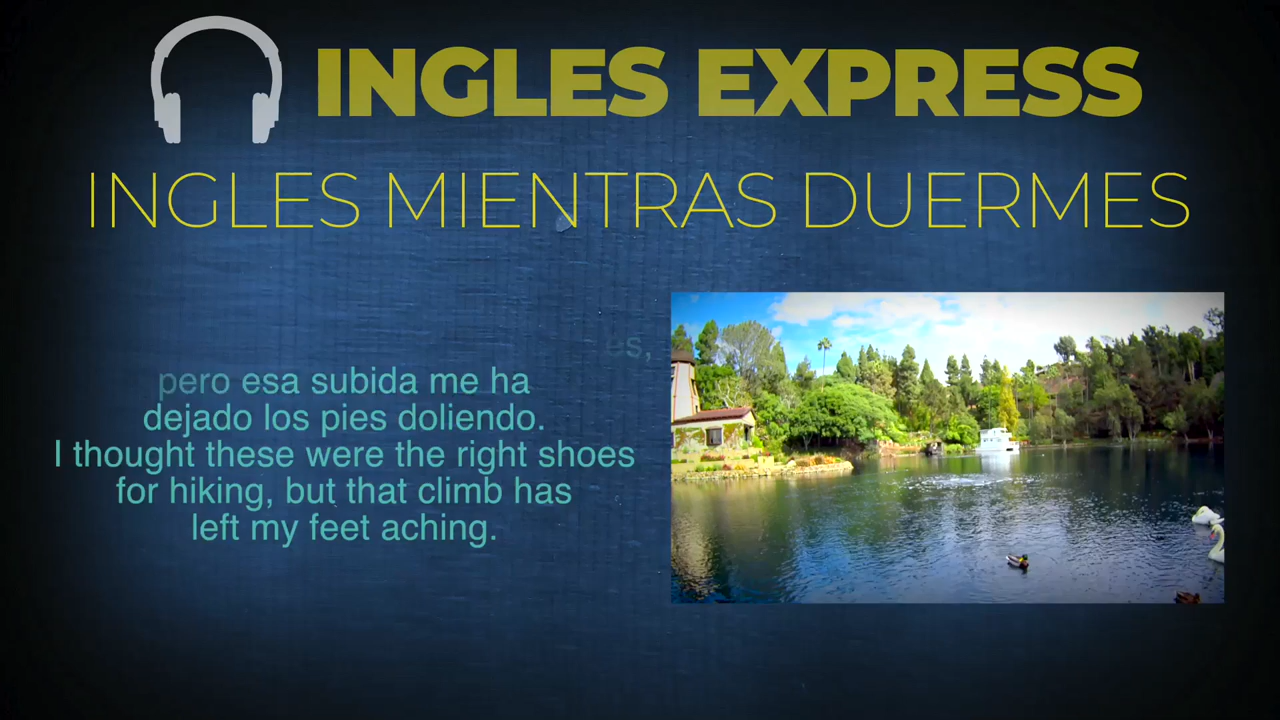 INGLES EXPRESS
INGLES MIENTRAS DUERMES
pero esa subida me ha
dejado los pies doliendo.
I thought these were the right shoes
for hiking, but that climb has
left my feet aching.